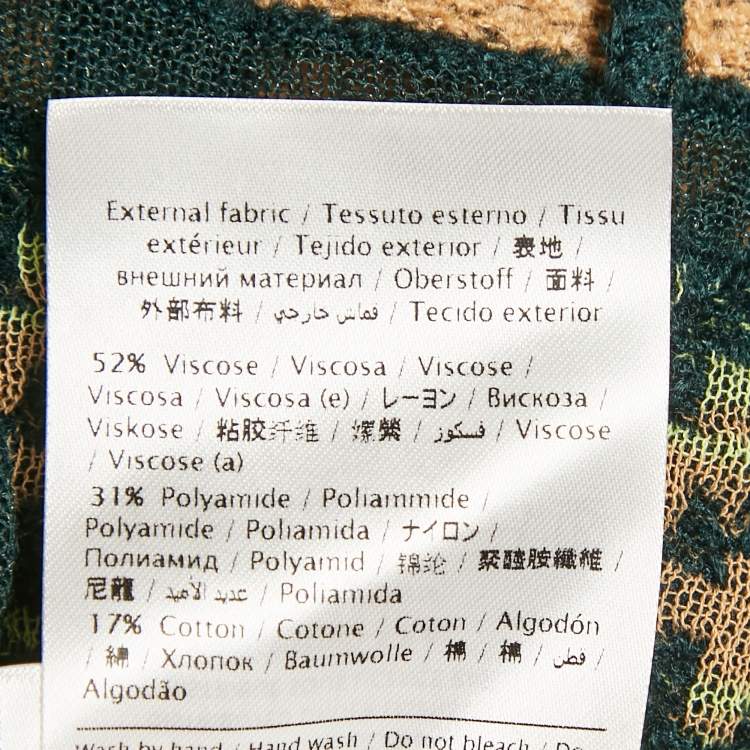 External fabric / Tessuto esterno / Tissu
extérieur / Tejido exterior / 表地 /
внешний материал / Oberstoff / 面料 /
外部布料 / قماش خارجي / Tecido exterior
52% Viscose / Viscosa / Viscose /
Viscosa / Viscosa (e) / レーヨン / Вискоза /
Viskose / 粘胶纤维 / 嫘縈 / فسكوز / Viscose
/ Viscose (a)
31% Polyamide / Poliammide /
Polyamide / Poliamida / ナイロン /
Полиамид / Polyamid / 锦纶 / 聚醯胺纖維 /
尼龍 / عديد الأميد / Poliamida
17% Cotton / Cotone / Coton / Algodón
/ 綿 / Хлопок / Baumwolle / 棉 / 棉 / قطن /
Algodão
Wash by hand / Hand wash / Do not bleach / Do